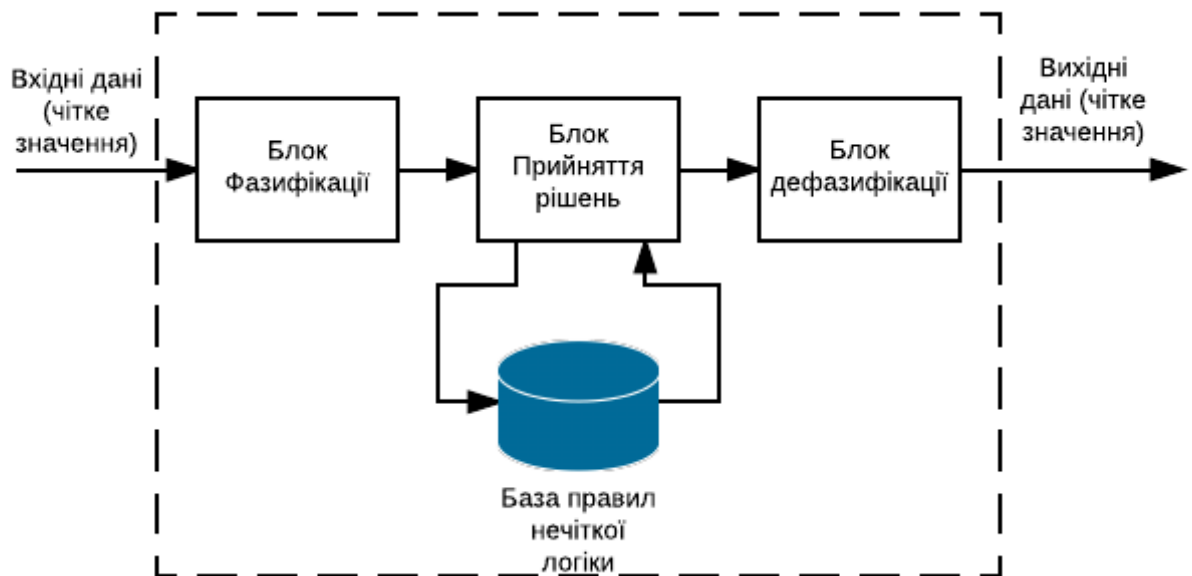 Вхідні дані
(чітке
значення)
Блок
Фазифікації
Блок
Прийняття
рішень
Блок
дефазифікації
Вихідні
дані (чітке
значення)
База правил
нечіткої
логіки